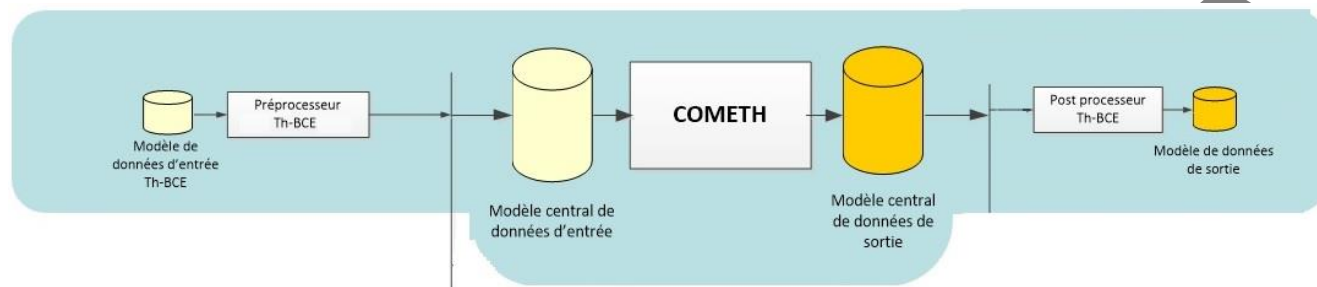 Modèle de
données d'entrée
Th-BCE
Préprocesseur
Th-BCE
Modèle central de
données d'entrée
COMETH
Modèle central
de données de
sortie
Post processeur
Th-BCE
Modèle de données
de sortie